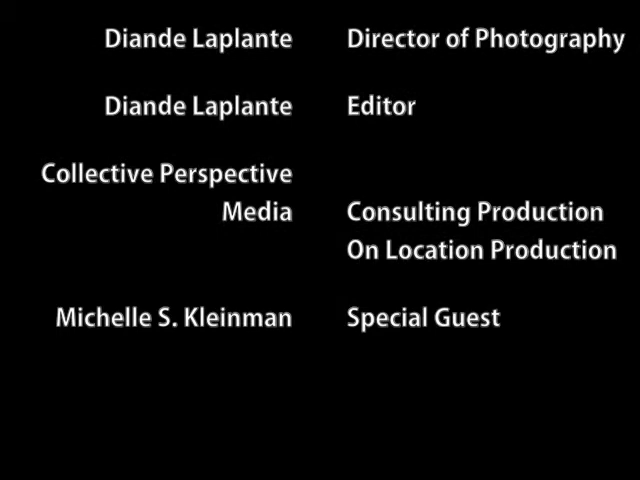 Diande Laplante Director of Photography
Diande Laplante Editor
Collective Perspective
Media Consulting Production
On Location Production
Michelle S. Kleinman Special Guest